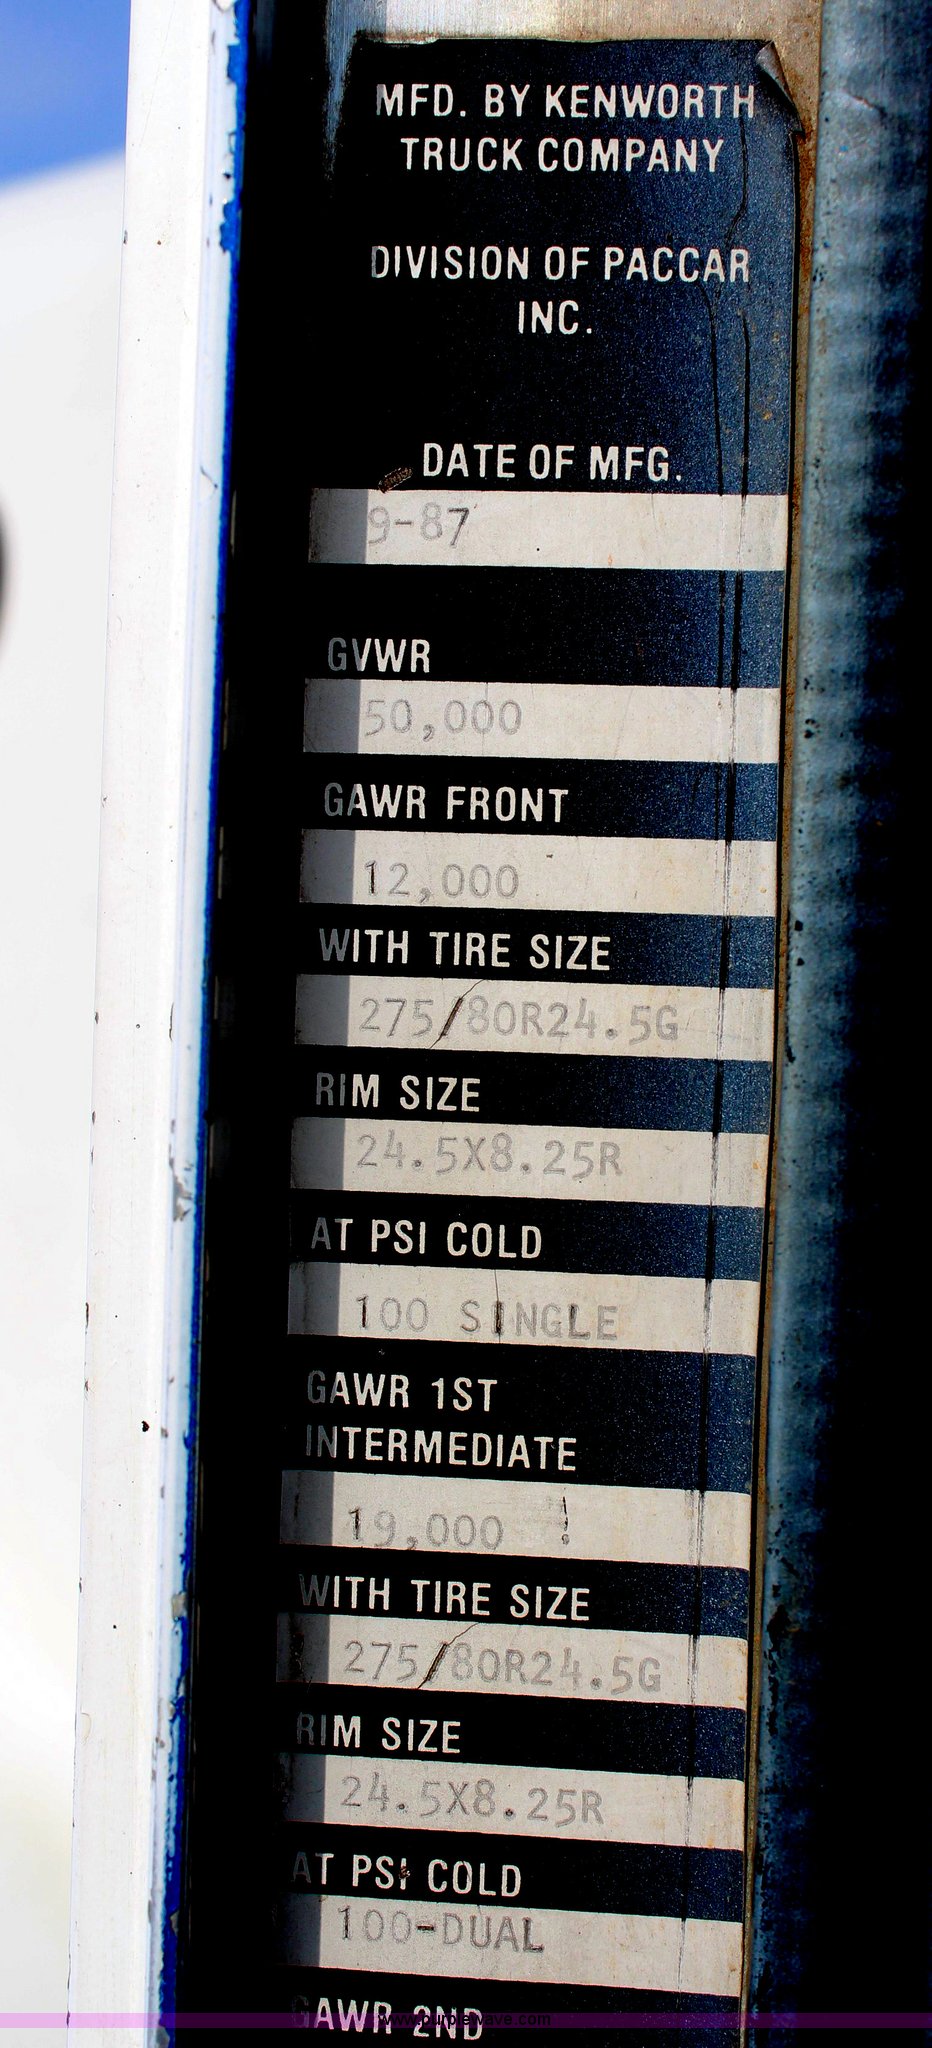 MFD. BY KENWORTH
TRUCK COMPANY
DIVISION OF PACCAR
INC.
DATE OF MFG.
9-87
GVWR
50,000
GAWR FRONT
12,000
WITH TIRE SIZE
275/80R24.5G
RIM SIZE
24.5X8.25R
AT PSI COLD
100 SINGLE
GAWR 1ST
INTERMEDIATE
19,000 !
WITH TIRE SIZE
275/80R24.5G
RIM SIZE
24.5X8.25R
AT PSI COLD
100-DUAL
GAWR 2ND
www.purplewave.com